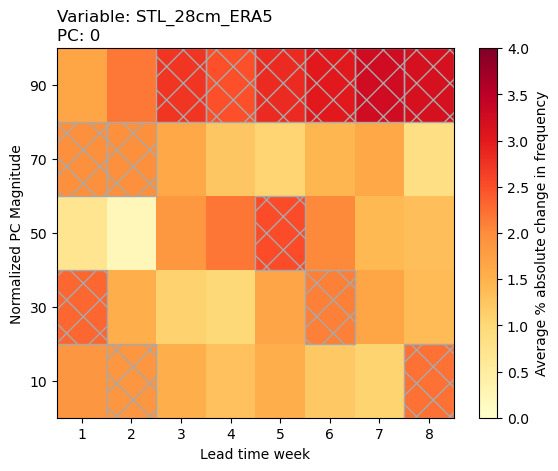 Variable: STL_28cm_ERA5
PC: 0
90
70
50
30
10
Normalized PC Magnitude
1 2 3 4 5 6 7 8
Lead time week
4.0
3.5
3.0
2.5
2.0
1.5
1.0
0.5
0.0
Average % absolute change in frequency